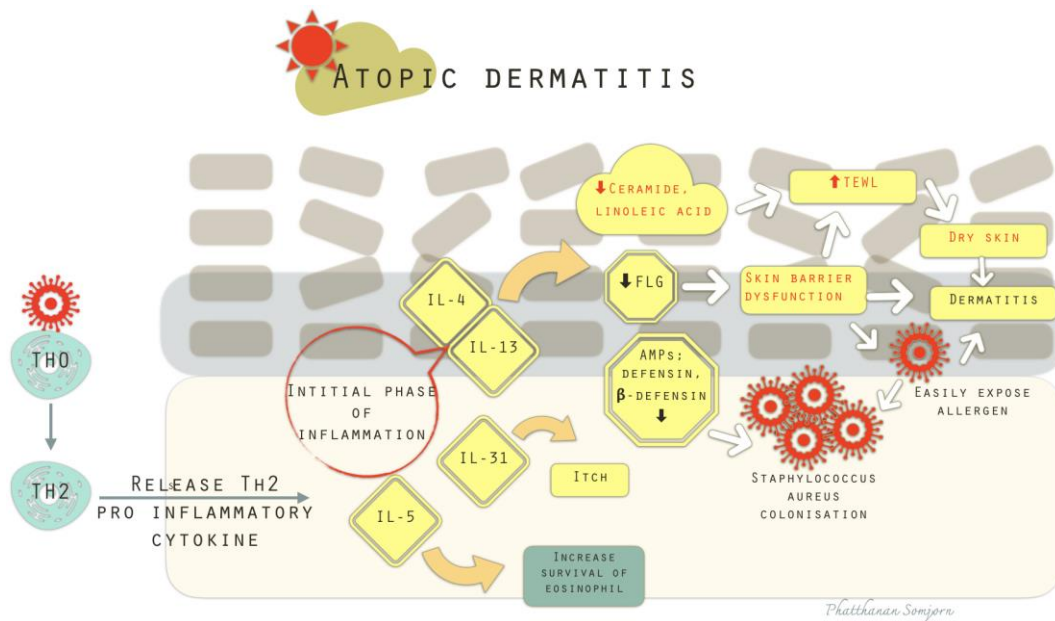 ATOPIC DERMATITIS
↓CERAMIDE,
LINOLEIC ACID
↑TEWL
DRY SKIN
IL-4
↓FLG
SKIN BARRIER
DYSFUNCTION
DERMATITIS
TH0
IL-13
AMPS;
DEFENSIN,
β-DEFENSIN
↓
INTITIAL PHASE
OF
INFLAMMATION
EASILY EXPOSE
ALLERGEN
IL-31
ITCH
STAPHYLOCOCCUS
AUREUS
COLONISATION
TH2
RELEASE TH2
PRO INFLAMMATORY
CYTOKINE
IL-5
INCREASE
SURVIVAL OF
EOSINOPHIL
Phatthanan Somjorn